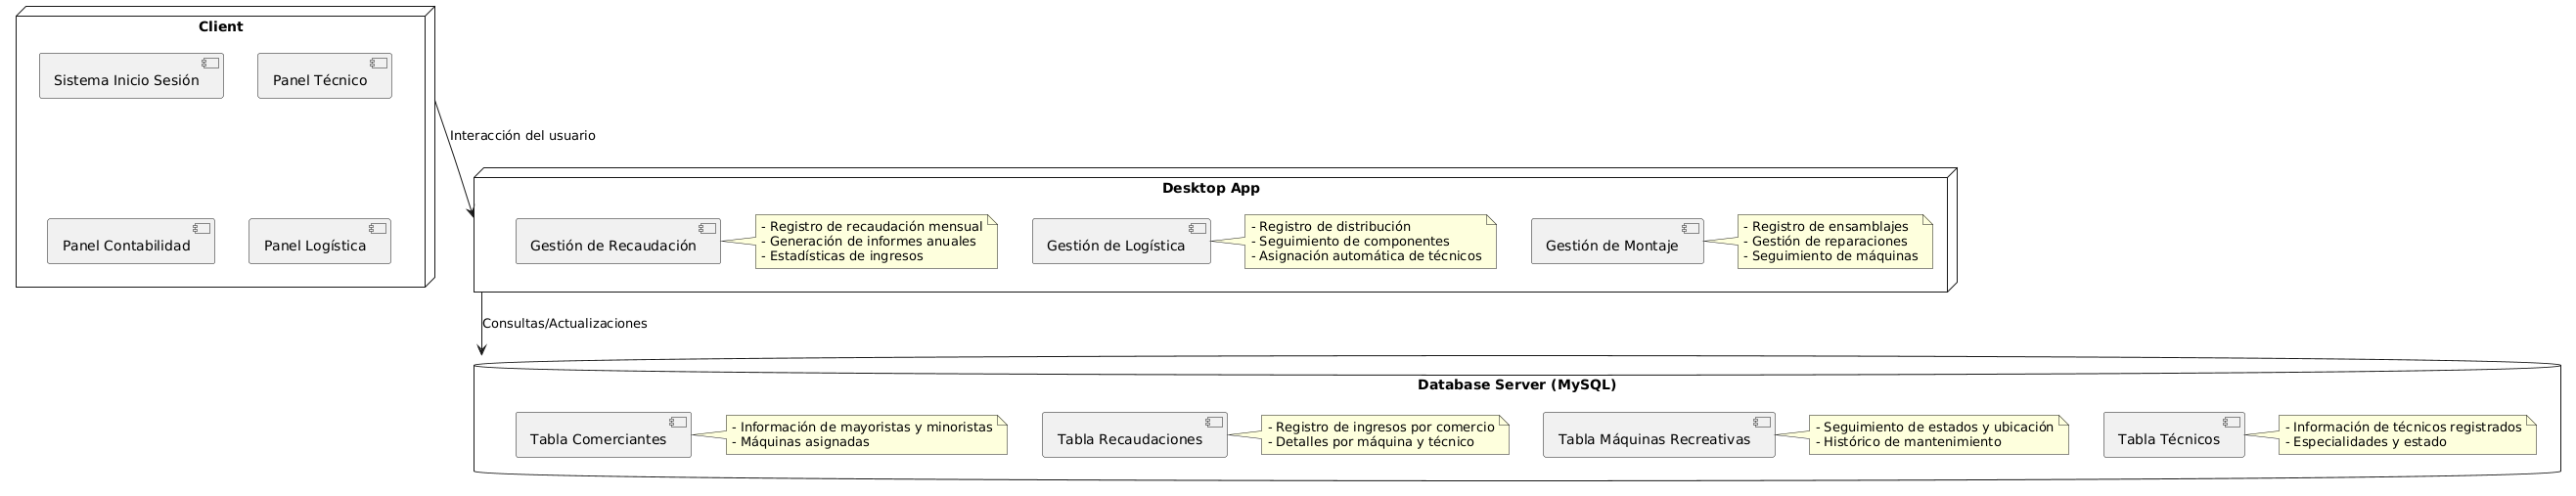 Client
Sistema Inicio Sesión
Panel Técnico
Panel Contabilidad
Panel Logística
Interacción del usuario
Desktop App
Gestión de Recaudación
- Registro de recaudación mensual
- Generación de informes anuales
- Estadísticas de ingresos
Gestión de Logística
- Registro de distribución
- Seguimiento de componentes
- Asignación automática de técnicos
Gestión de Montaje
- Registro de ensamblajes
- Gestión de reparaciones
- Seguimiento de máquinas
Consultas/Actualizaciones
Database Server (MySQL)
Tabla Comerciantes
- Información de mayoristas y minoristas
- Máquinas asignadas
Tabla Recaudaciones
- Registro de ingresos por comercio
- Detalles por máquina y técnico
Tabla Máquinas Recreativas
- Seguimiento de estados y ubicación
- Histórico de mantenimiento
Tabla Técnicos
- Información de técnicos registrados
- Especialidades y estado